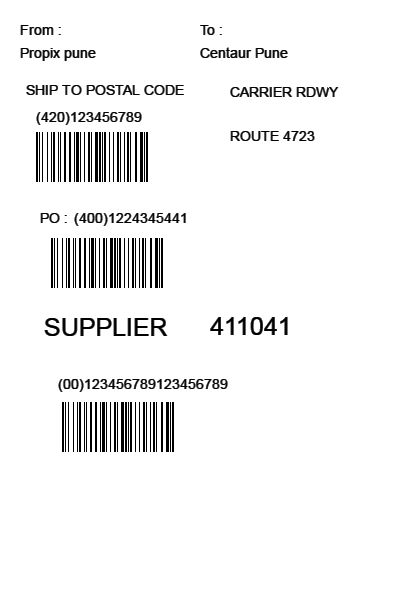 From :
To :
Propix pune
Centaur Pune
SHIP TO POSTAL CODE
CARRIER RDWY
(420)123456789
ROUTE 4723
PO : (400)1224345441
SUPPLIER 411041
(00)123456789123456789